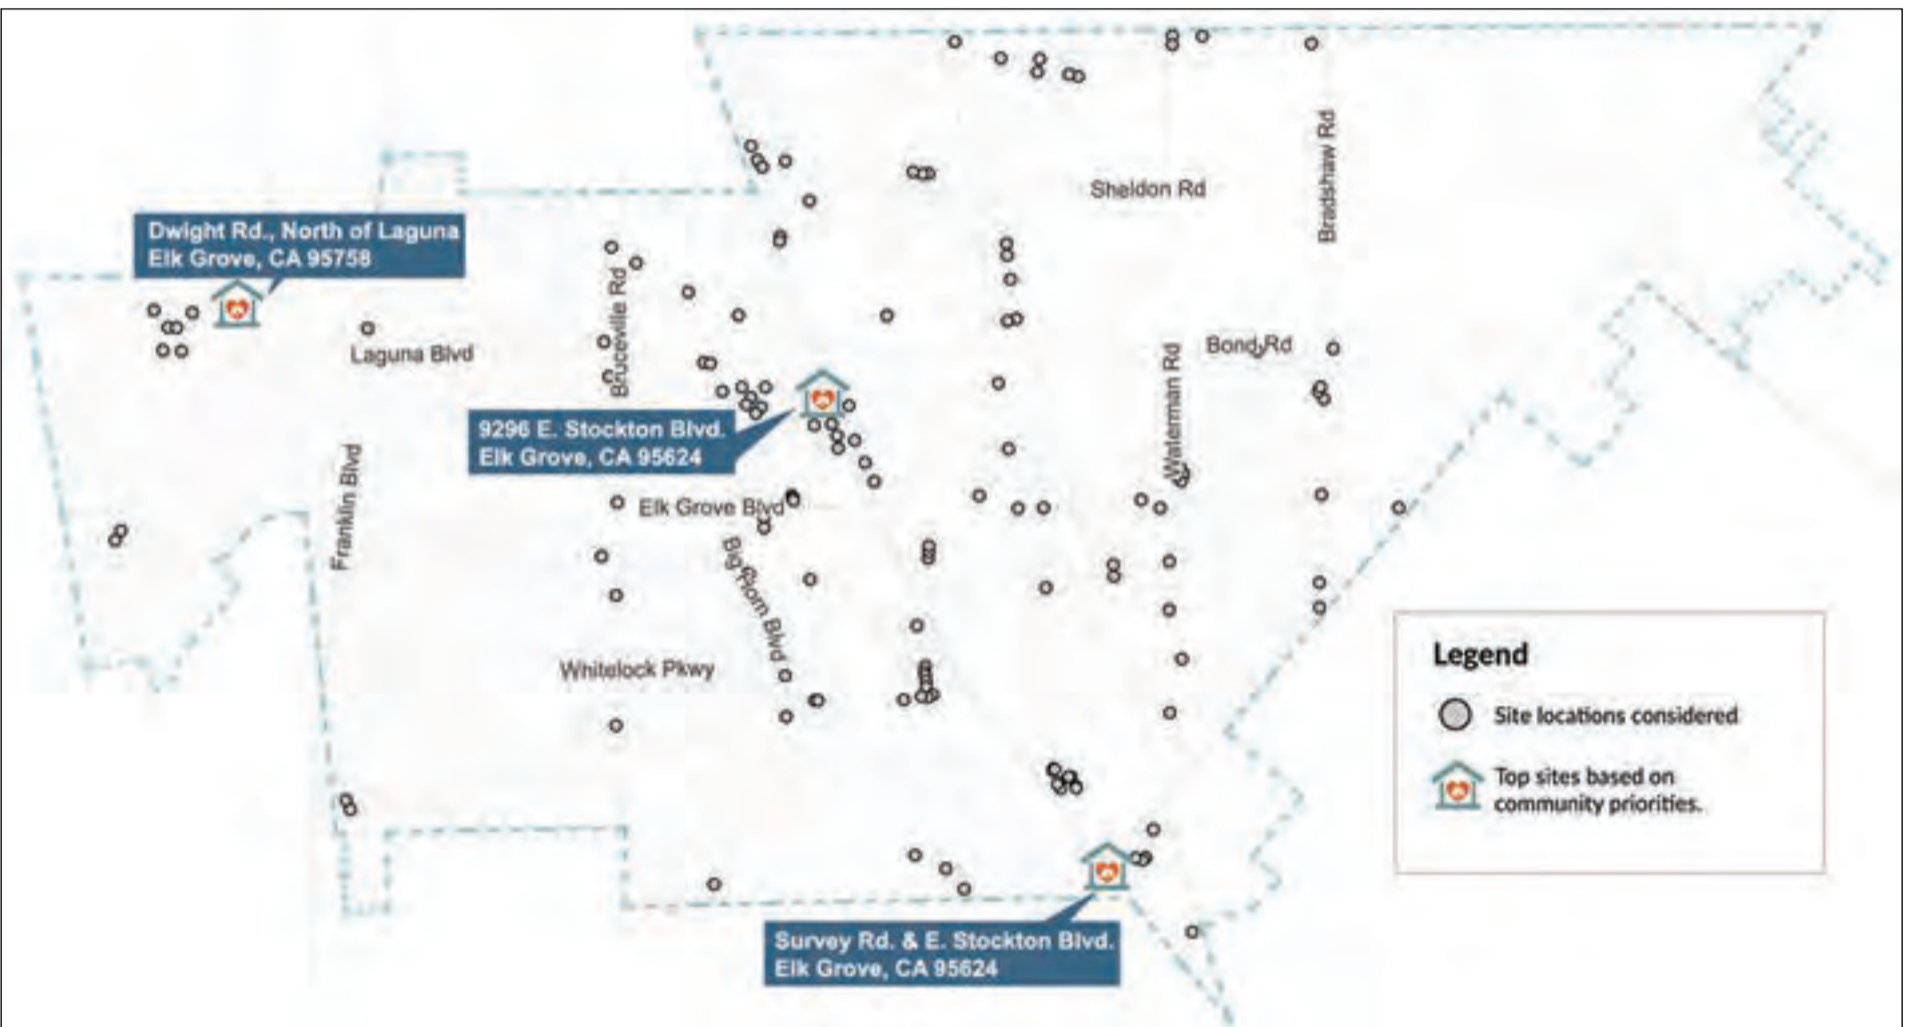 Sheldon Rd
Bradshaw Rd
Dwight Rd., North of Laguna
Elk Grove, CA 95758
Bruceville Rd
Laguna Blvd
Bond Rd
Waterman Rd
9296 E. Stockton Blvd.
Elk Grove, CA 95624
Franklin Blvd
Elk Grove Blvd
Big Horn Blvd
Whitelock Pkwy
Legend
Site locations considered
Top sites based on
community priorities.
Survey Rd. & E. Stockton Blvd.
Elk Grove, CA 95624